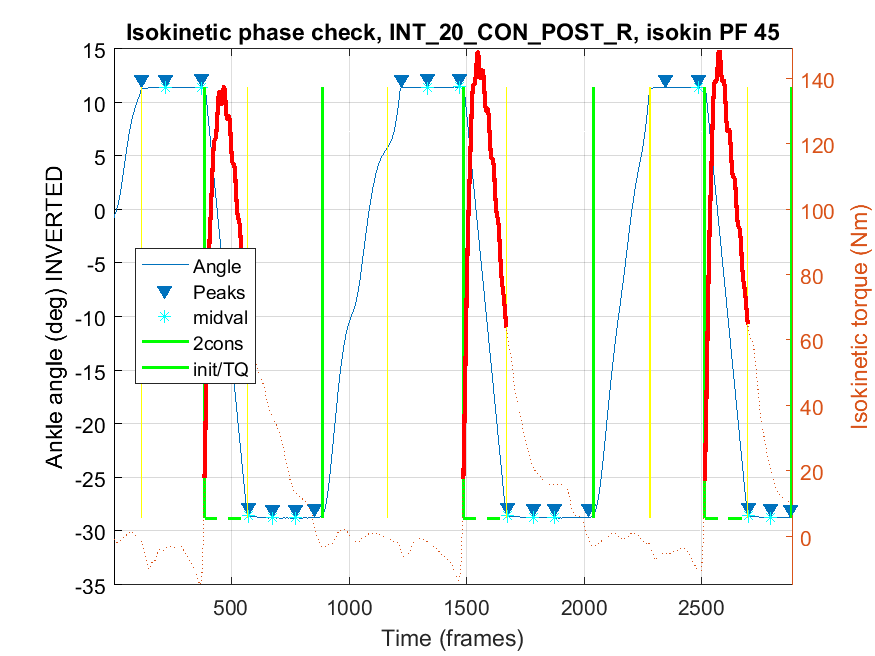 Isokinetic phase check, INT_20_CON_POST_R, isokin PF 45
15
10
5
0
-5
-10
-15
-20
-25
-30
-35
Ankle angle (deg) INVERTED
Angle
Peaks
midval
2cons
init/TQ
140
120
100
80
60
40
20
0
Isokinetic torque (Nm)
500
1000
1500
2000
2500
Time (frames)